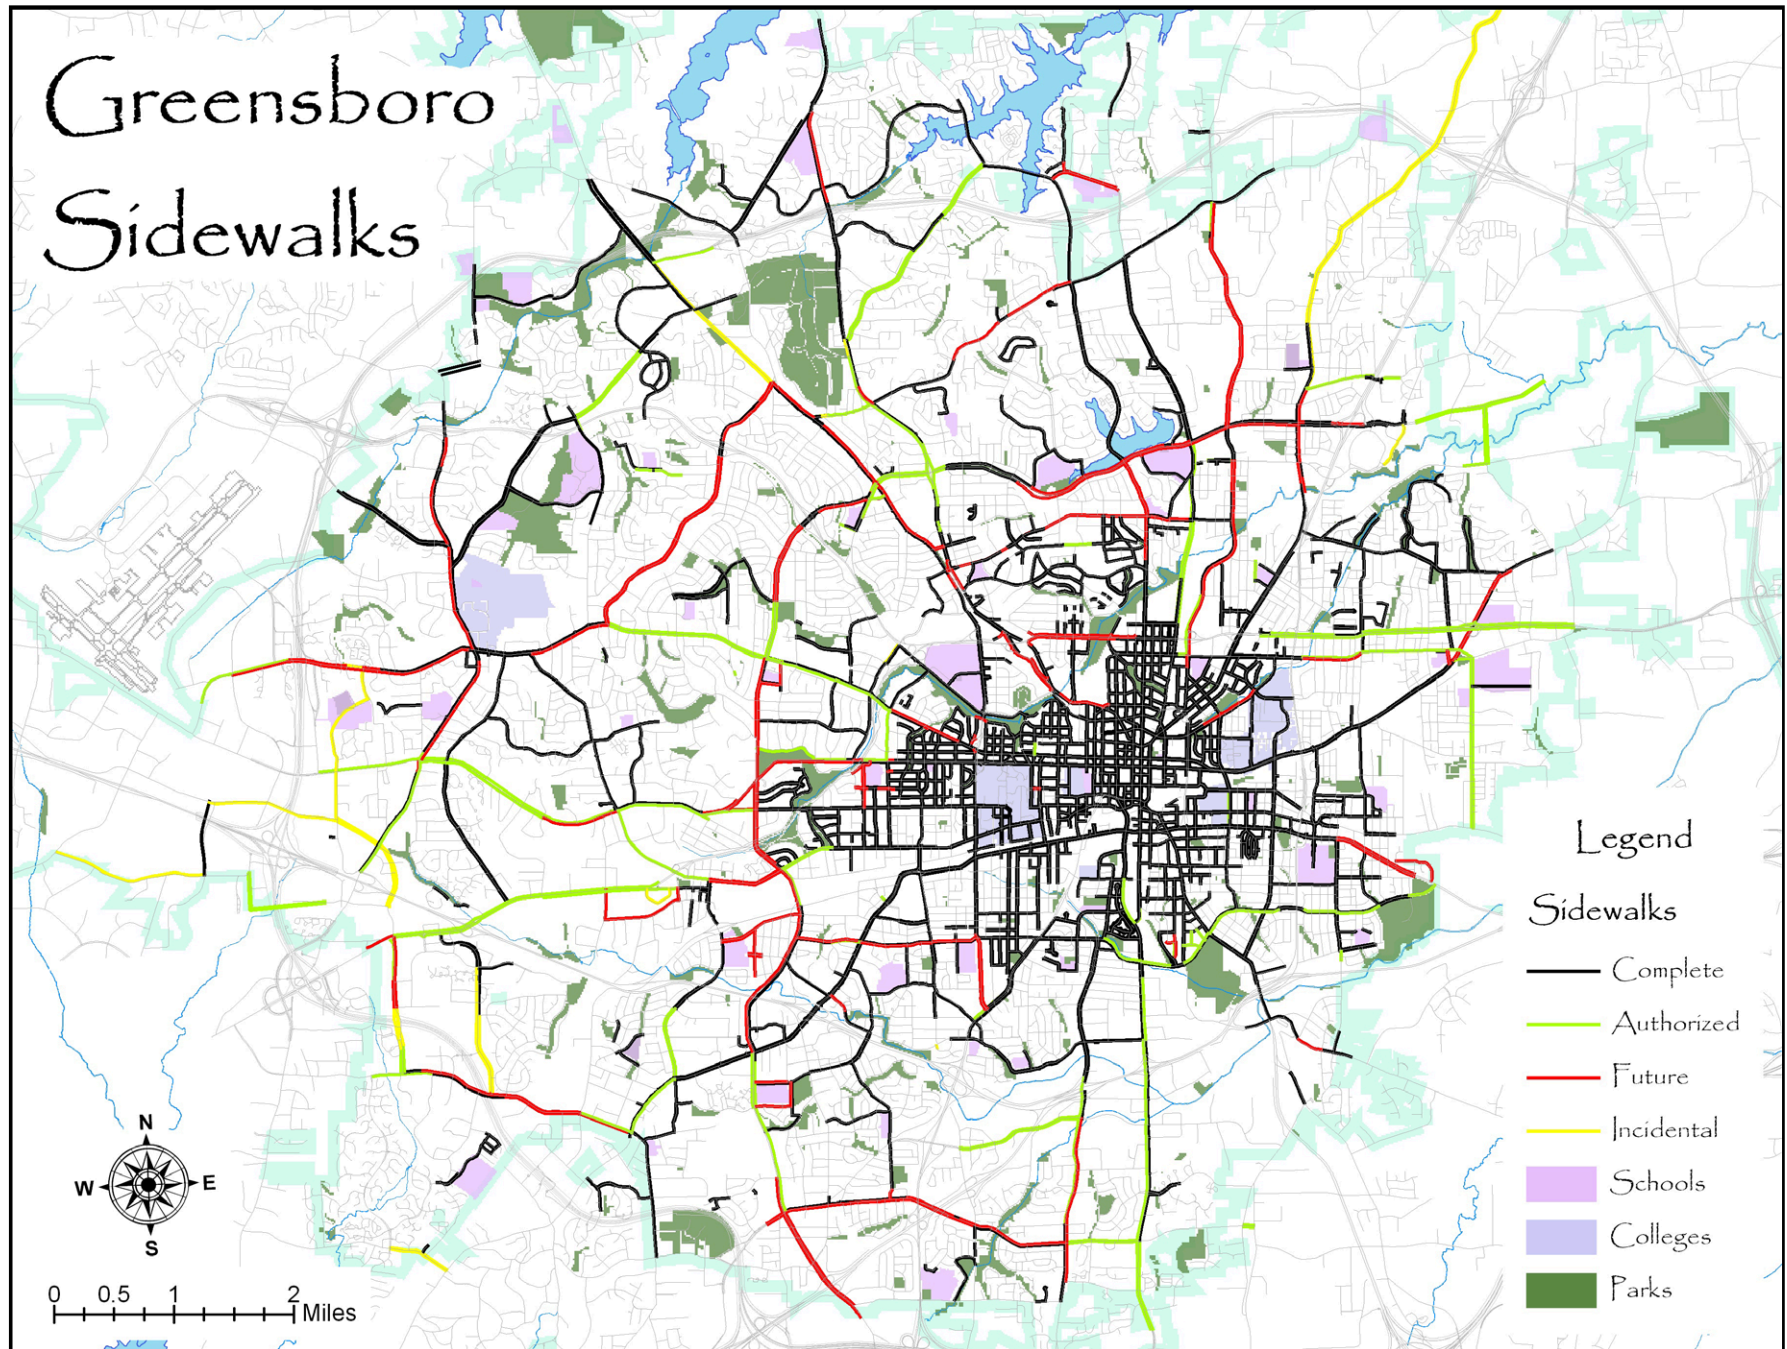 Greensboro
Sidewalks
Legend
Sidewalks
Complete
Authorized
Future
Incidental
Schools
Colleges
Parks
N
W E
S
0 0.5 1 2
Miles